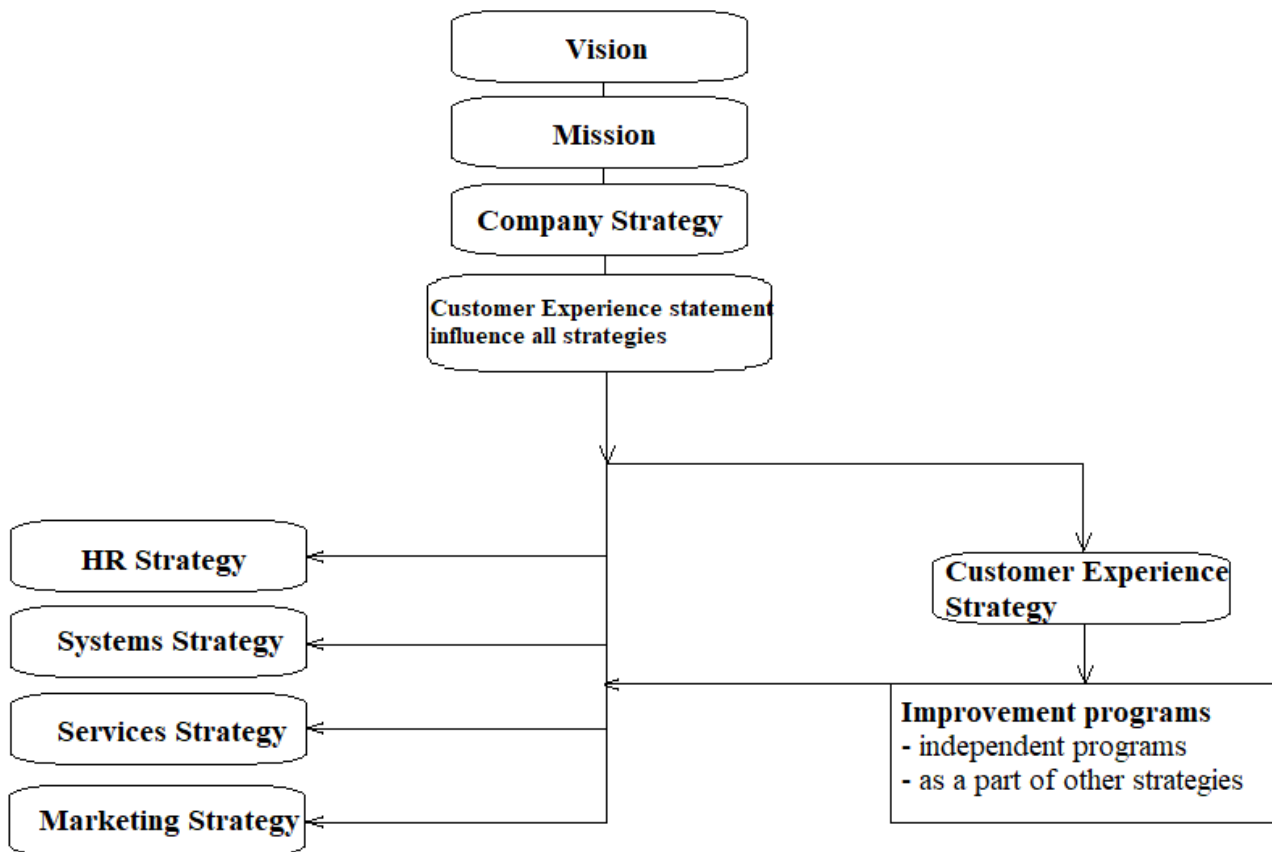 Vision
Mission
Company Strategy
Customer Experience statement
influence all strategies
HR Strategy
Systems Strategy
Services Strategy
Marketing Strategy
Customer Experience
Strategy
Improvement programs
- independent programs
- as a part of other strategies